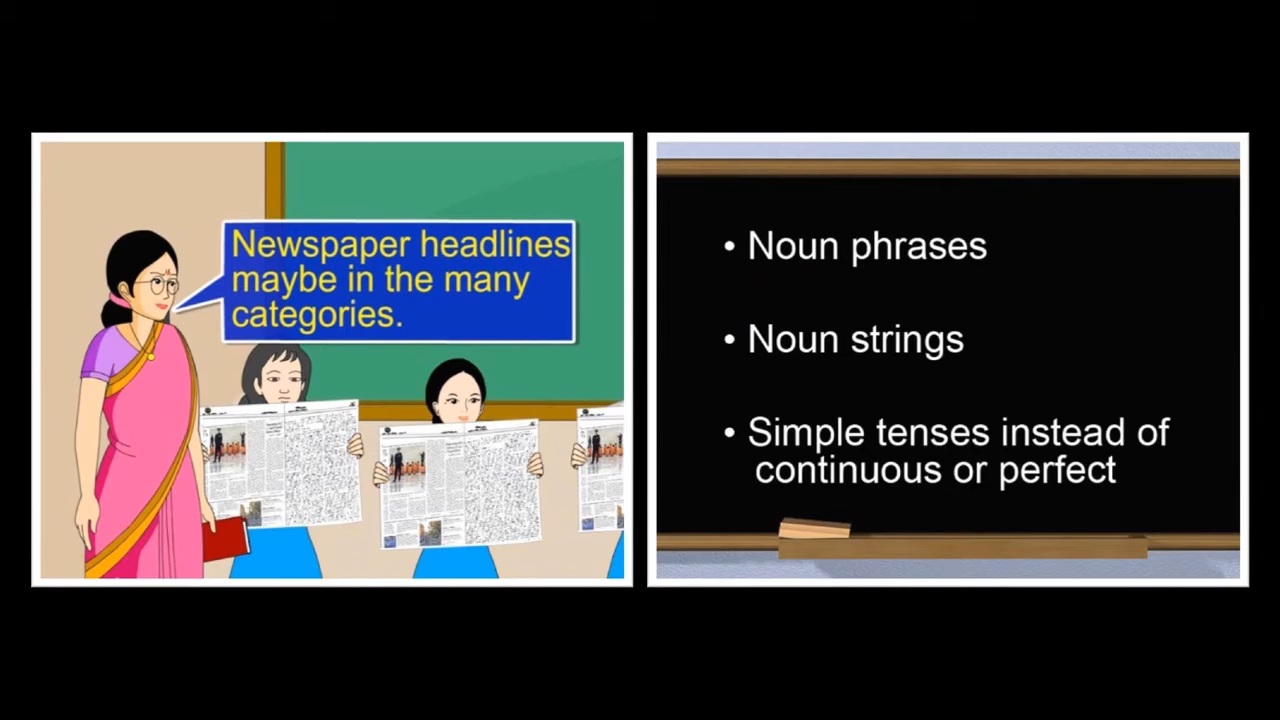 Newspaper headlines
maybe in the many
categories.
• Noun phrases
• Noun strings
• Simple tenses instead of
continuous or perfect